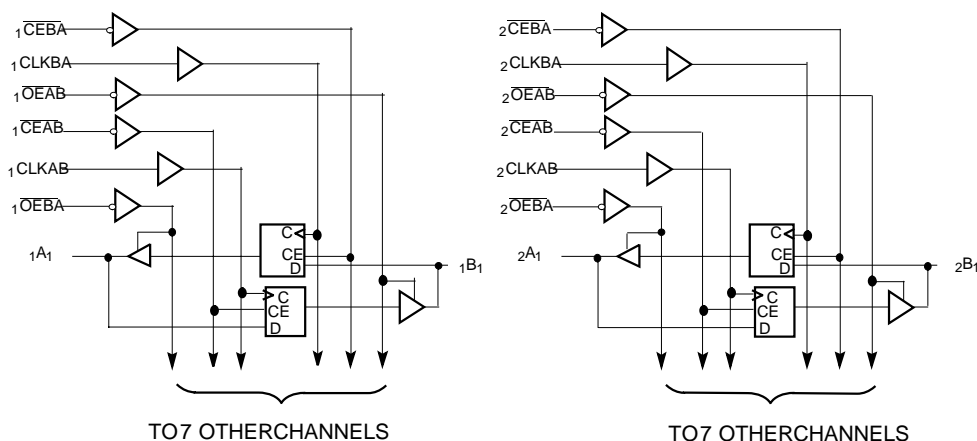 1CEBA
1CLKBA
1OEAB
1CEAB
1CLKAB
1OEBA
1A1
C
CE
D
1B1
C
CE
D
TO7 OTHERCHANNELS
2CEBA
2CLKBA
2OEAB
2CEAB
2CLKAB
2OEBA
2A1
C
CE
D
2B1
C
CE
D
TO7 OTHERCHANNELS